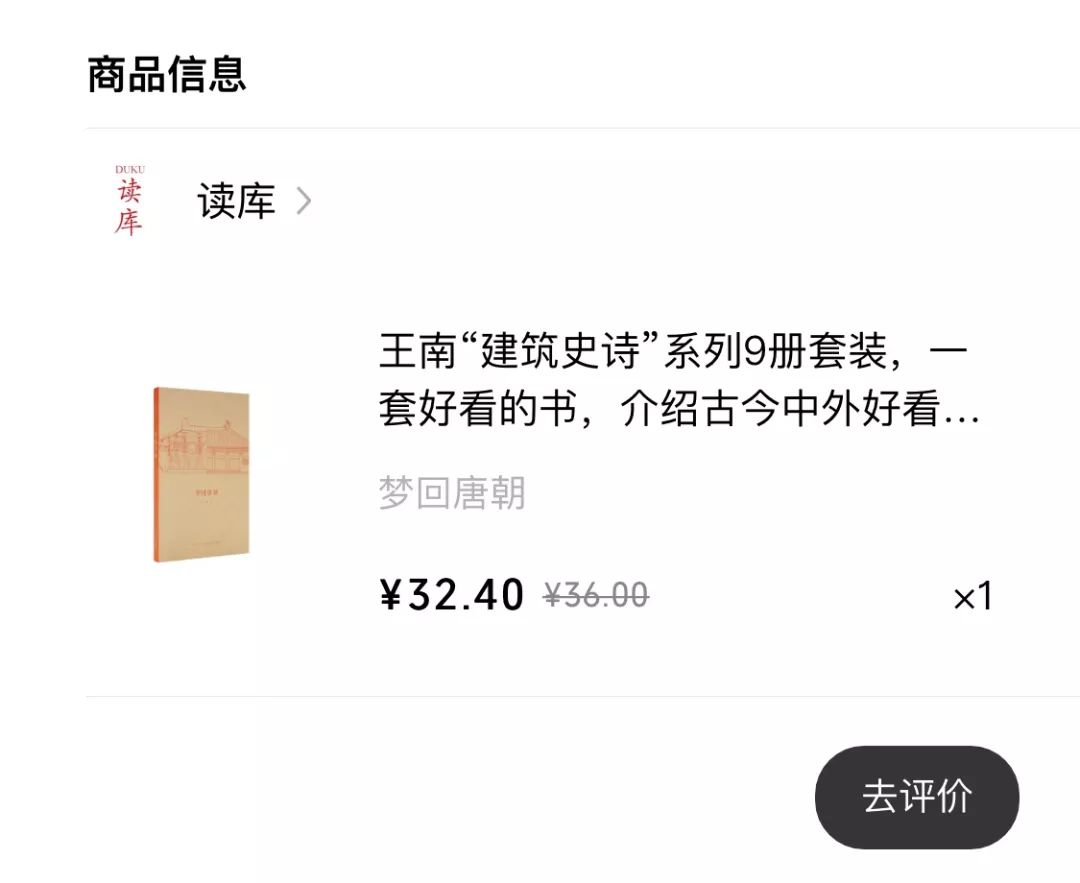 商品信息
DUKU
读
库
读库
王南“建筑史诗”系列9册套装，一
套好看的书，介绍古今中外好看...
梦回唐朝
¥32.40 ¥36.00 ×1
去评价